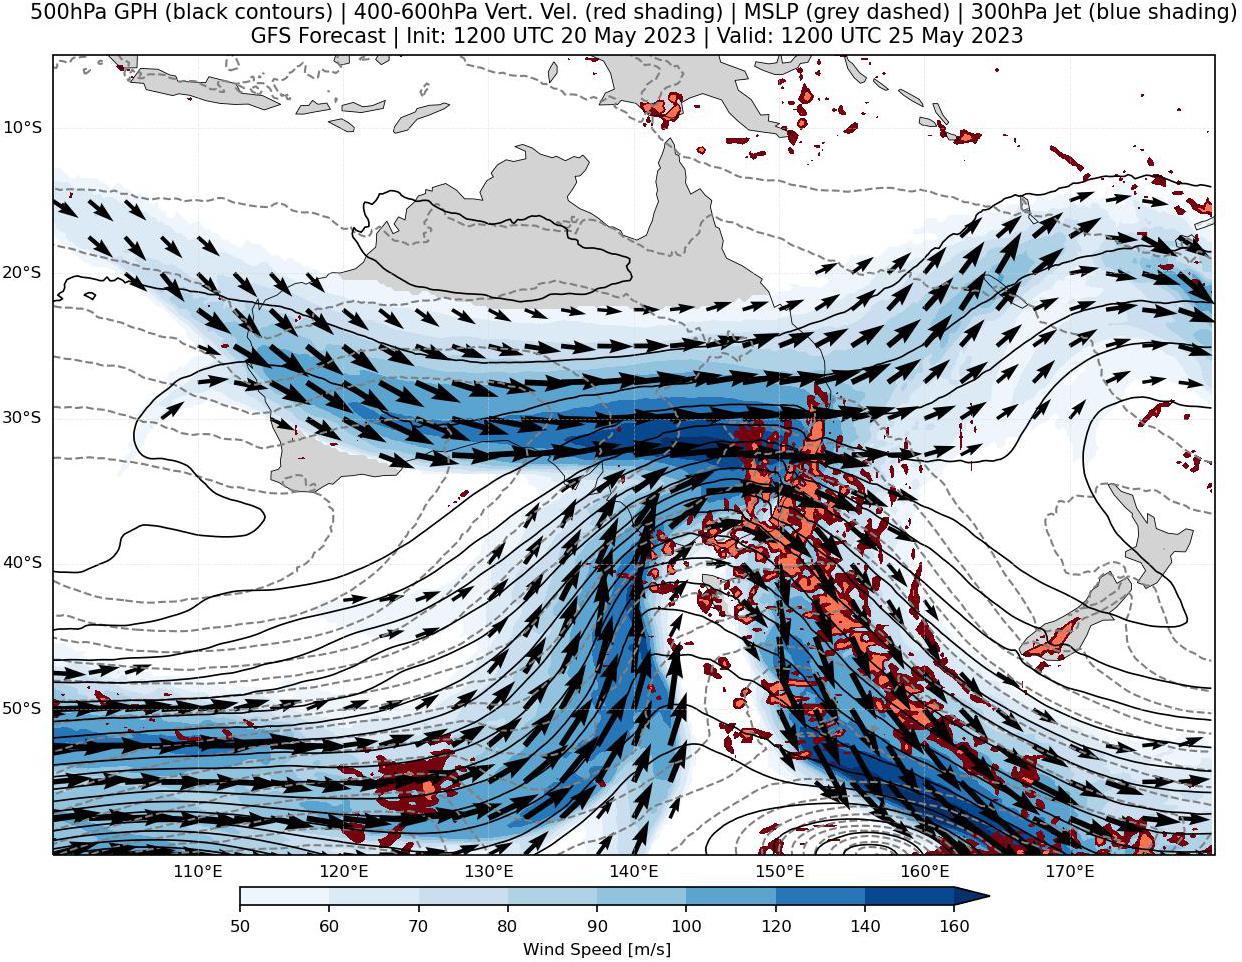 500hPa GPH (black contours) | 400-600hPa Vert. Vel. (red shading) | MSLP (grey dashed) | 300hPa Jet (blue shading)
GFS Forecast | Init: 1200 UTC 20 May 2023 | Valid: 1200 UTC 25 May 2023
10°S
20°S
30°S
40°S
50°S
110°E 120°E 130°E 140°E 150°E 160°E 170°E
50 60 70 80 90 100 120 140 160
Wind Speed [m/s]